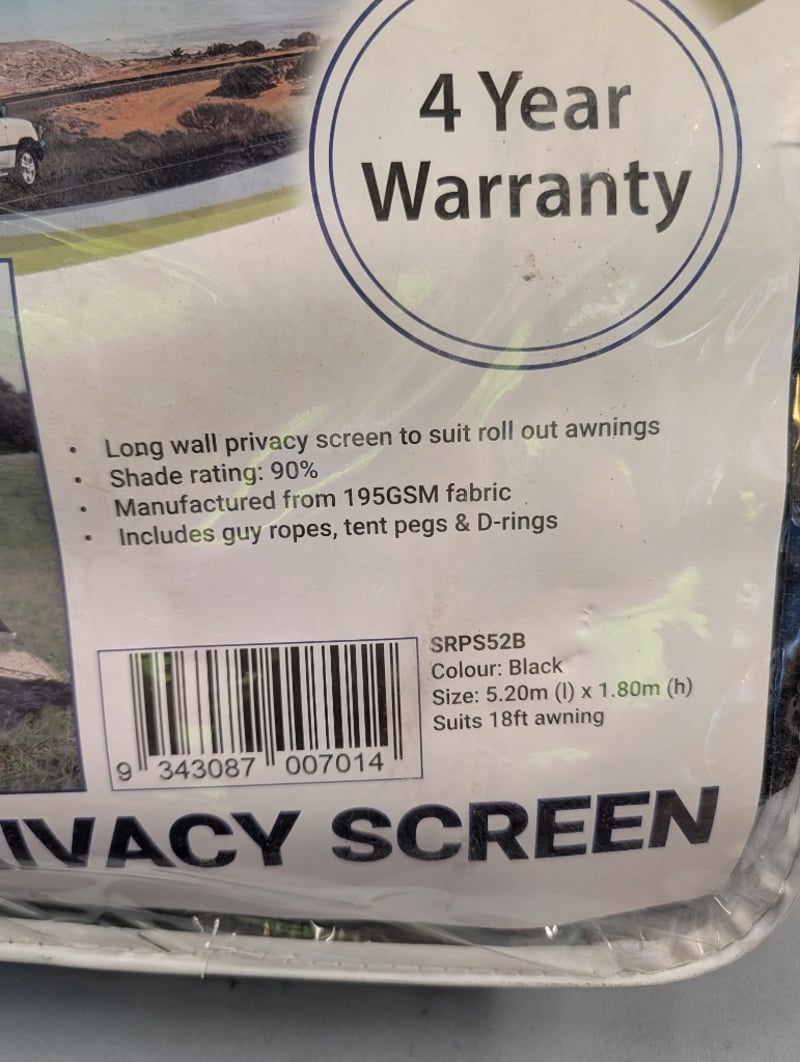 4 Year
Warranty
• Long wall privacy screen to suit roll out awnings
• Shade rating: 90%
• Manufactured from 195GSM fabric
• Includes guy ropes, tent pegs & D-rings
SRPS52B
Colour: Black
Size: 5.20m (l) x 1.80m (h)
Suits 18ft awning
9 343087 007014
IVACY SCREEN